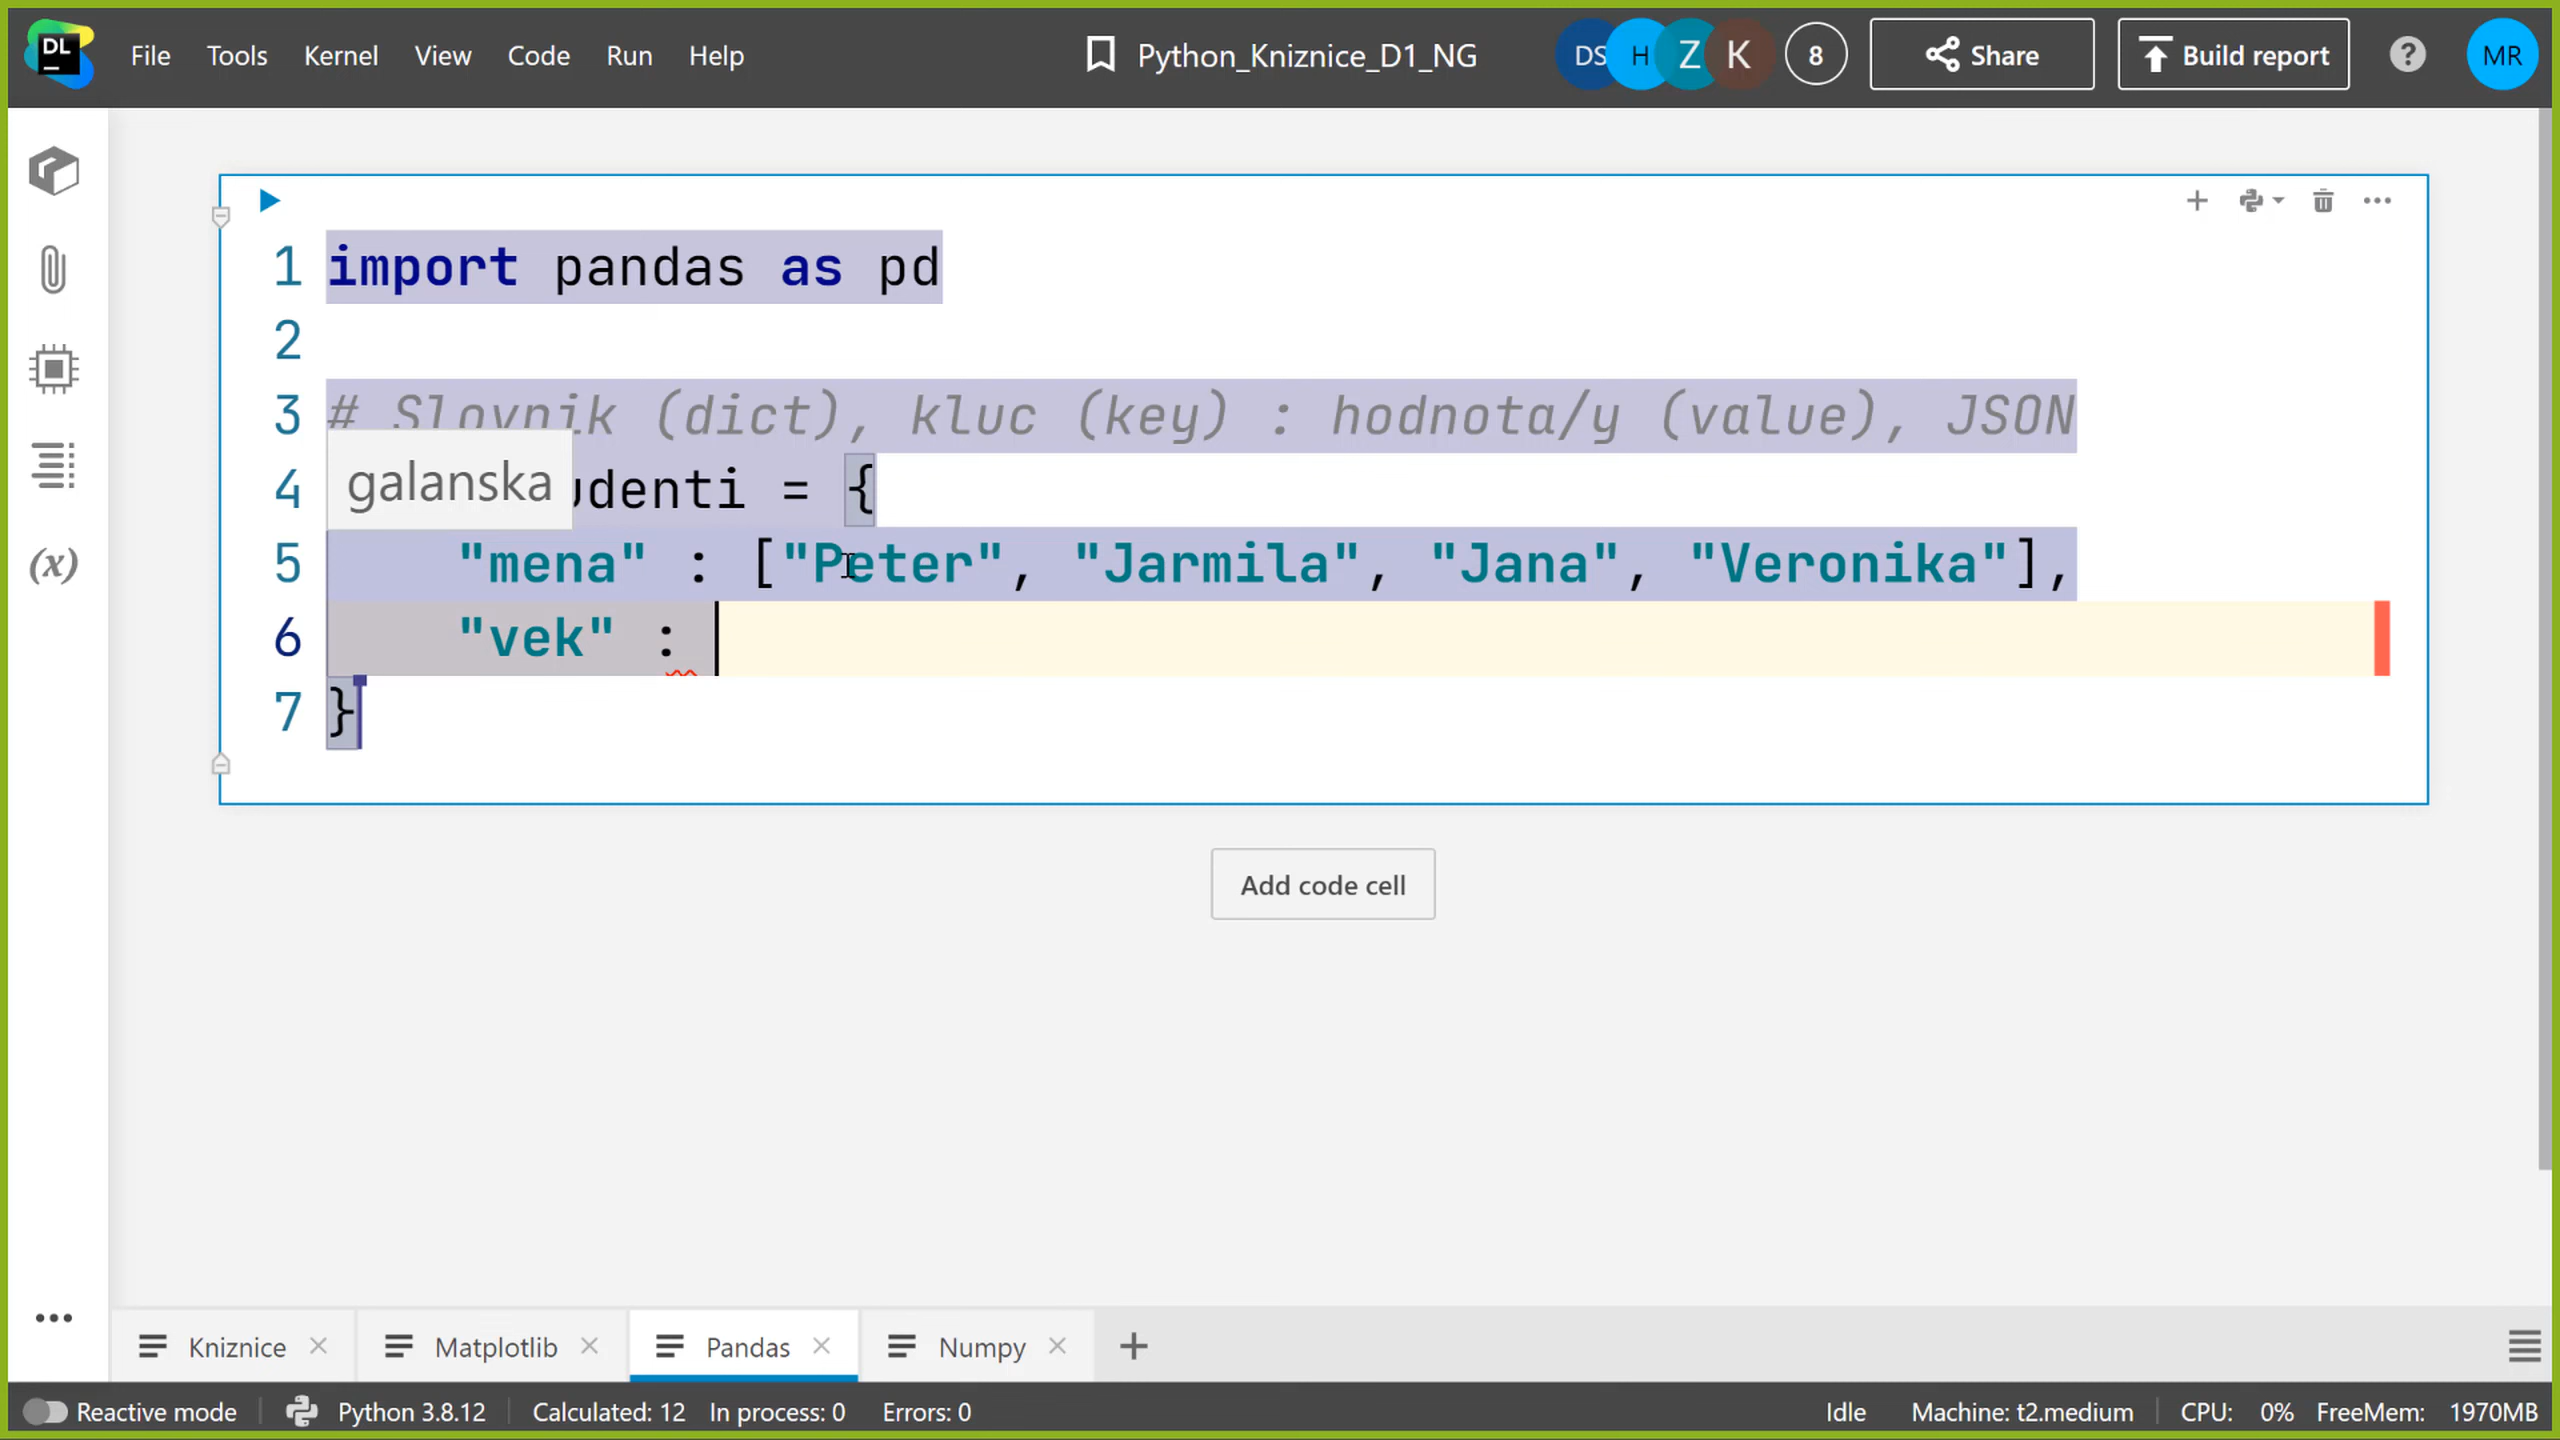 DL
File Tools Kernel View Code Run Help
Python_Kniznice_D1_NG
DS H Z K 8 Share Build report ? MR
1 import pandas as pd
2
3 # Slovnik (dict), kluc (key) : hodnota/y (value), JSON
galanska
4 udenti = {
5 "mena" : ["Peter", "Jarmila", "Jana", "Veronika"],
6 "vek" :
7 }
(x)
Add code cell
Kniznice Matplotlib Pandas Numpy
Reactive mode Python 3.8.12 Calculated: 12 In process: 0 Errors: 0 Idle Machine: t2.medium CPU: 0% FreeMem: 1970MB